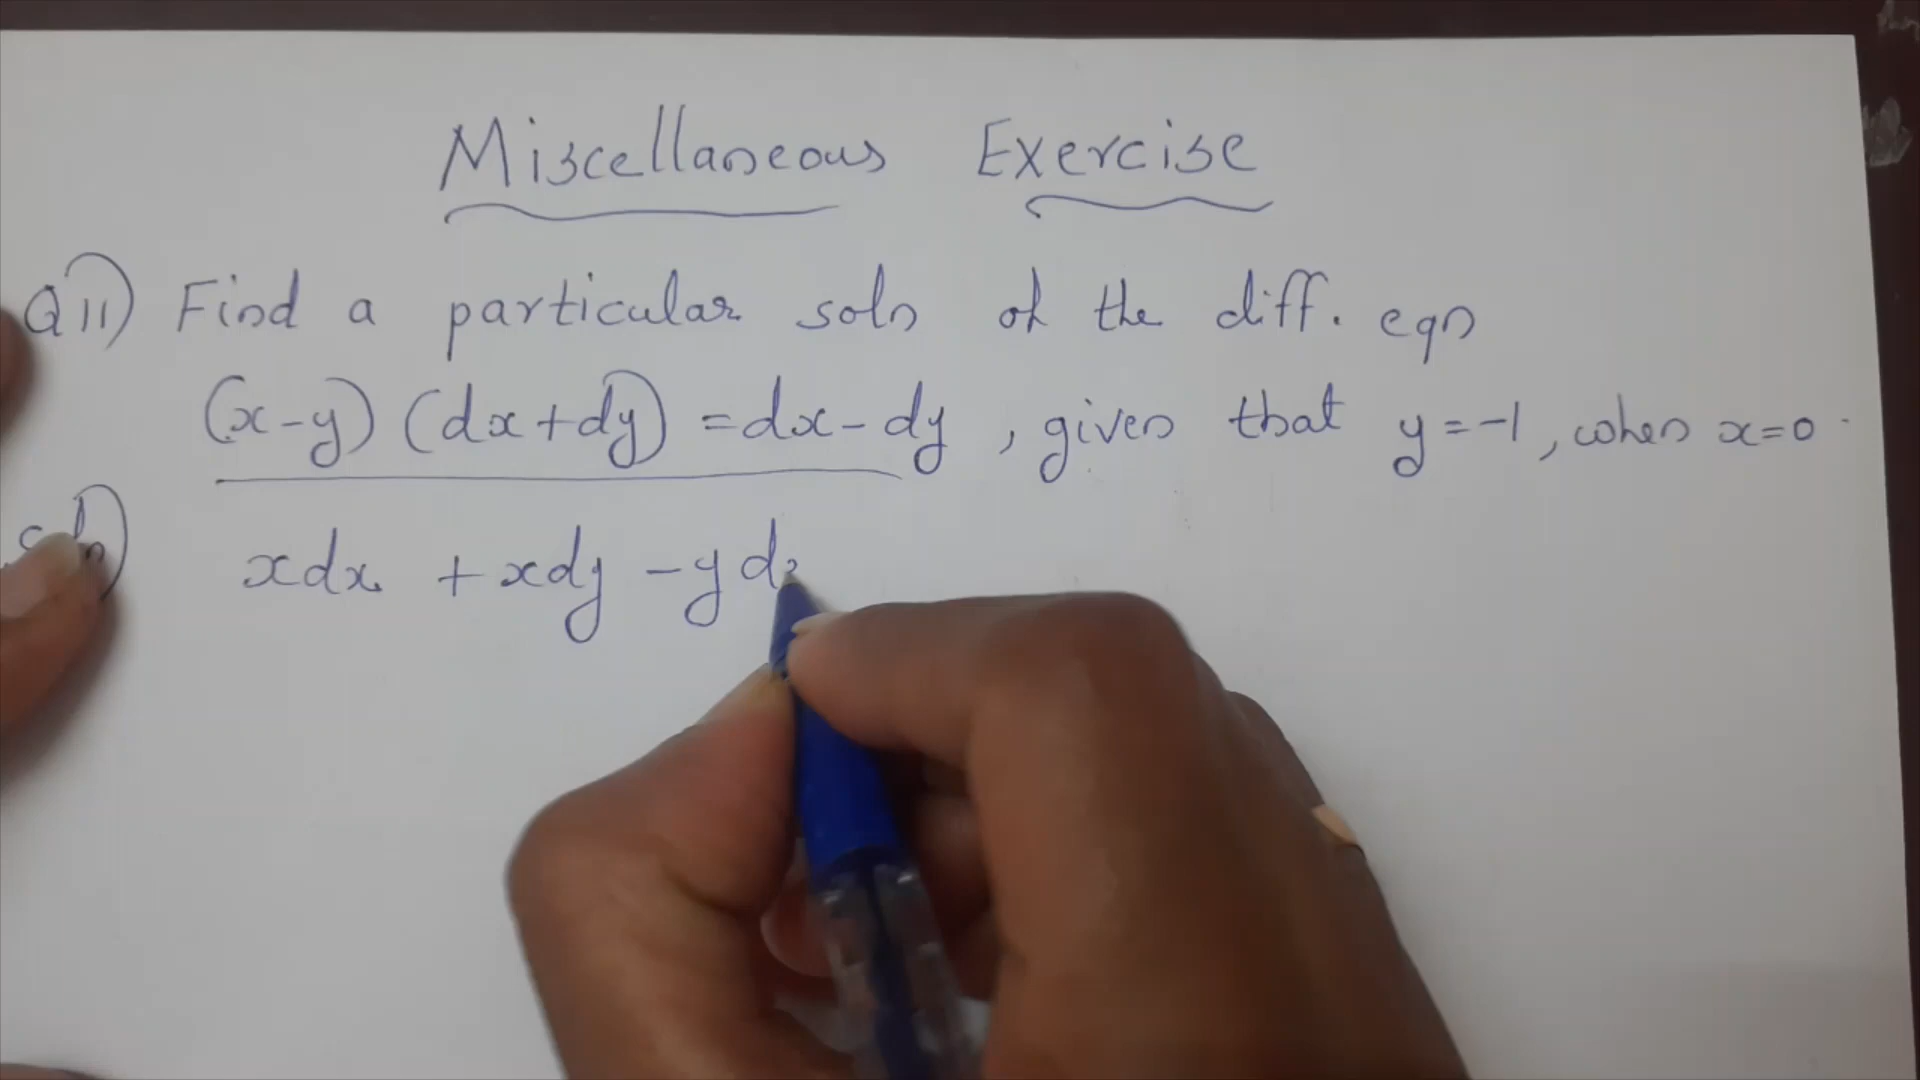 Miscellaneous Exercise
Q11) Find a particular soln of the diff. eqn
(x-y) (dx+dy) = dx-dy, given that y=-1, when x=0.
xdx + xdy - ydx